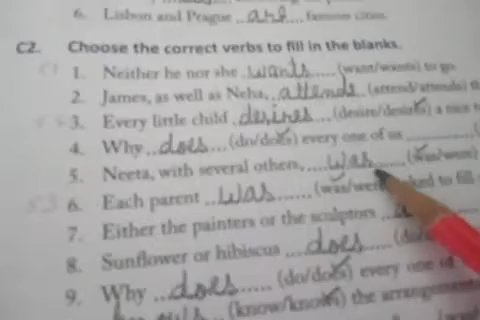 6. Lisbon and Prague ..are... famous cities.
C2. Choose the correct verbs to fill in the blanks.
1. Neither he nor she .wants.... (want/wants) to go.
2. James, as well as Neha, .attends (attend/attends) t
3. Every little child .desires... (desire/desires) a nice
4. Why ..does... (do/does) every one of us
5. Neeta, with several others, ....was.... (was/were)
6. Each parent ..was...... (was/were asked to fill
7. Either the painters or the sculptors
8. Sunflower or hibiscus ....does....
9. Why ...does..... (do/does) every one of
(know/knows) the arrangement